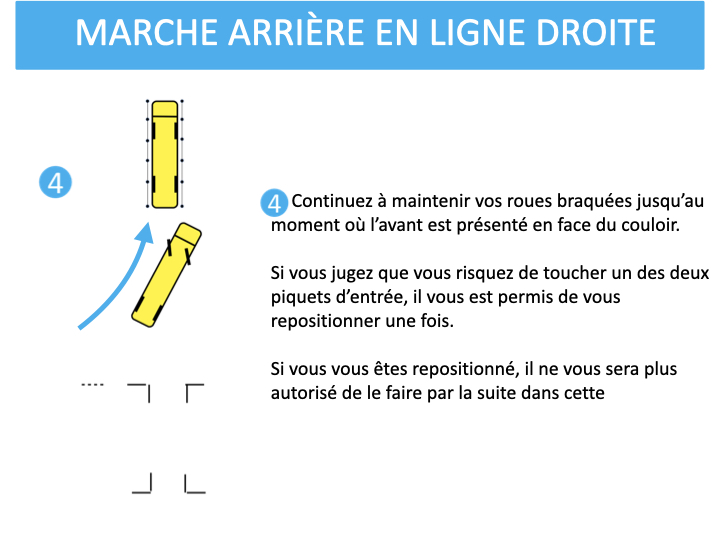 MARCHE ARRIÈRE EN LIGNE DROITE
4
4 Continuez à maintenir vos roues braquées jusqu’au
moment où l’avant est présenté en face du couloir.
Si vous jugez que vous risquez de toucher un des deux
piquets d’entrée, il vous est permis de vous
repositionner une fois.
Si vous vous êtes repositionné, il ne vous sera plus
autorisé de le faire par la suite dans cette